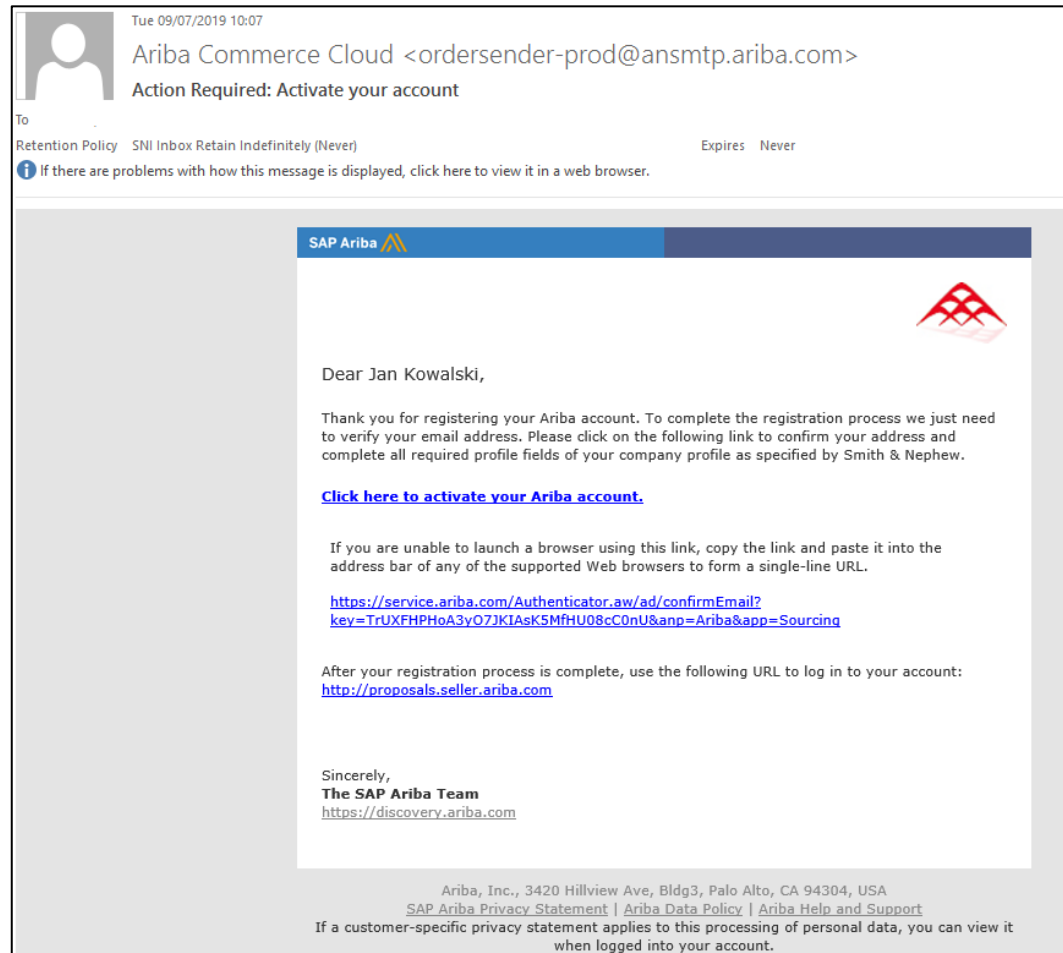 Tue 09/07/2019 10:07
Ariba Commerce Cloud <ordersender-prod@ansmtp.ariba.com>
Action Required: Activate your account
To
Retention Policy SNI Inbox Retain Indefinitely (Never) Expires Never
If there are problems with how this message is displayed, click here to view it in a web browser.
SAP Ariba
Dear Jan Kowalski,
Thank you for registering your Ariba account. To complete the registration process we just need
to verify your email address. Please click on the following link to confirm your address and
complete all required profile fields of your company profile as specified by Smith & Nephew.
Click here to activate your Ariba account.
If you are unable to launch a browser using this link, copy the link and paste it into the
address bar of any of the supported Web browsers to form a single-line URL.
https://service.ariba.com/Authenticator.aw/ad/confirmEmail?
key=TrUXFHPHoA3yO7JKIAsK5MfHU08cC0nU&anp=Ariba&app=Sourcing
After your registration process is complete, use the following URL to log in to your account:
http://proposals.seller.ariba.com
Sincerely,
The SAP Ariba Team
https://discovery.ariba.com
Ariba, Inc., 3420 Hillview Ave, Bldg3, Palo Alto, CA 94304, USA
SAP Ariba Privacy Statement | Ariba Data Policy | Ariba Help and Support
If a customer-specific privacy statement applies to this processing of personal data, you can view it
when logged into your account.